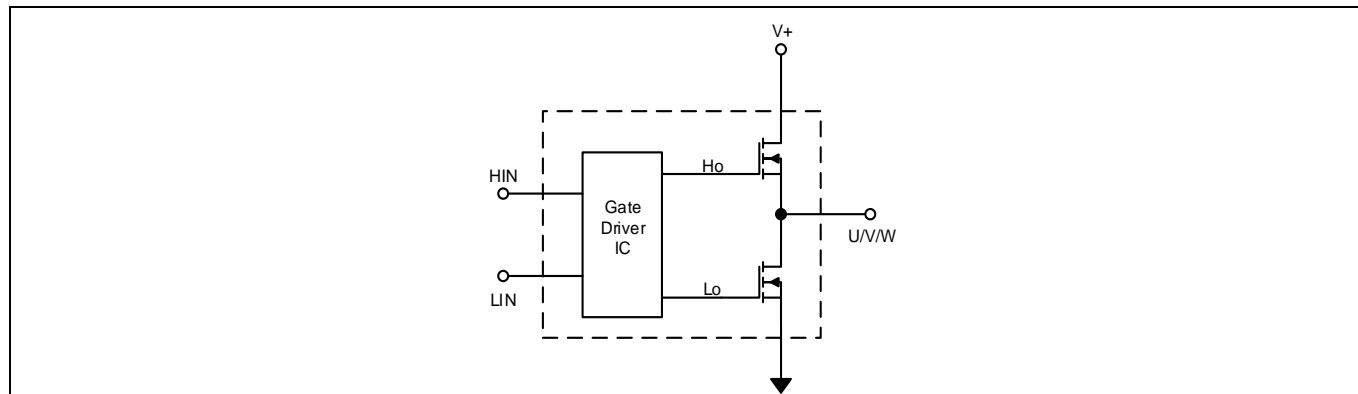 V+
HIN
Ho
Gate
Driver
IC
U/V/W
LIN
Lo